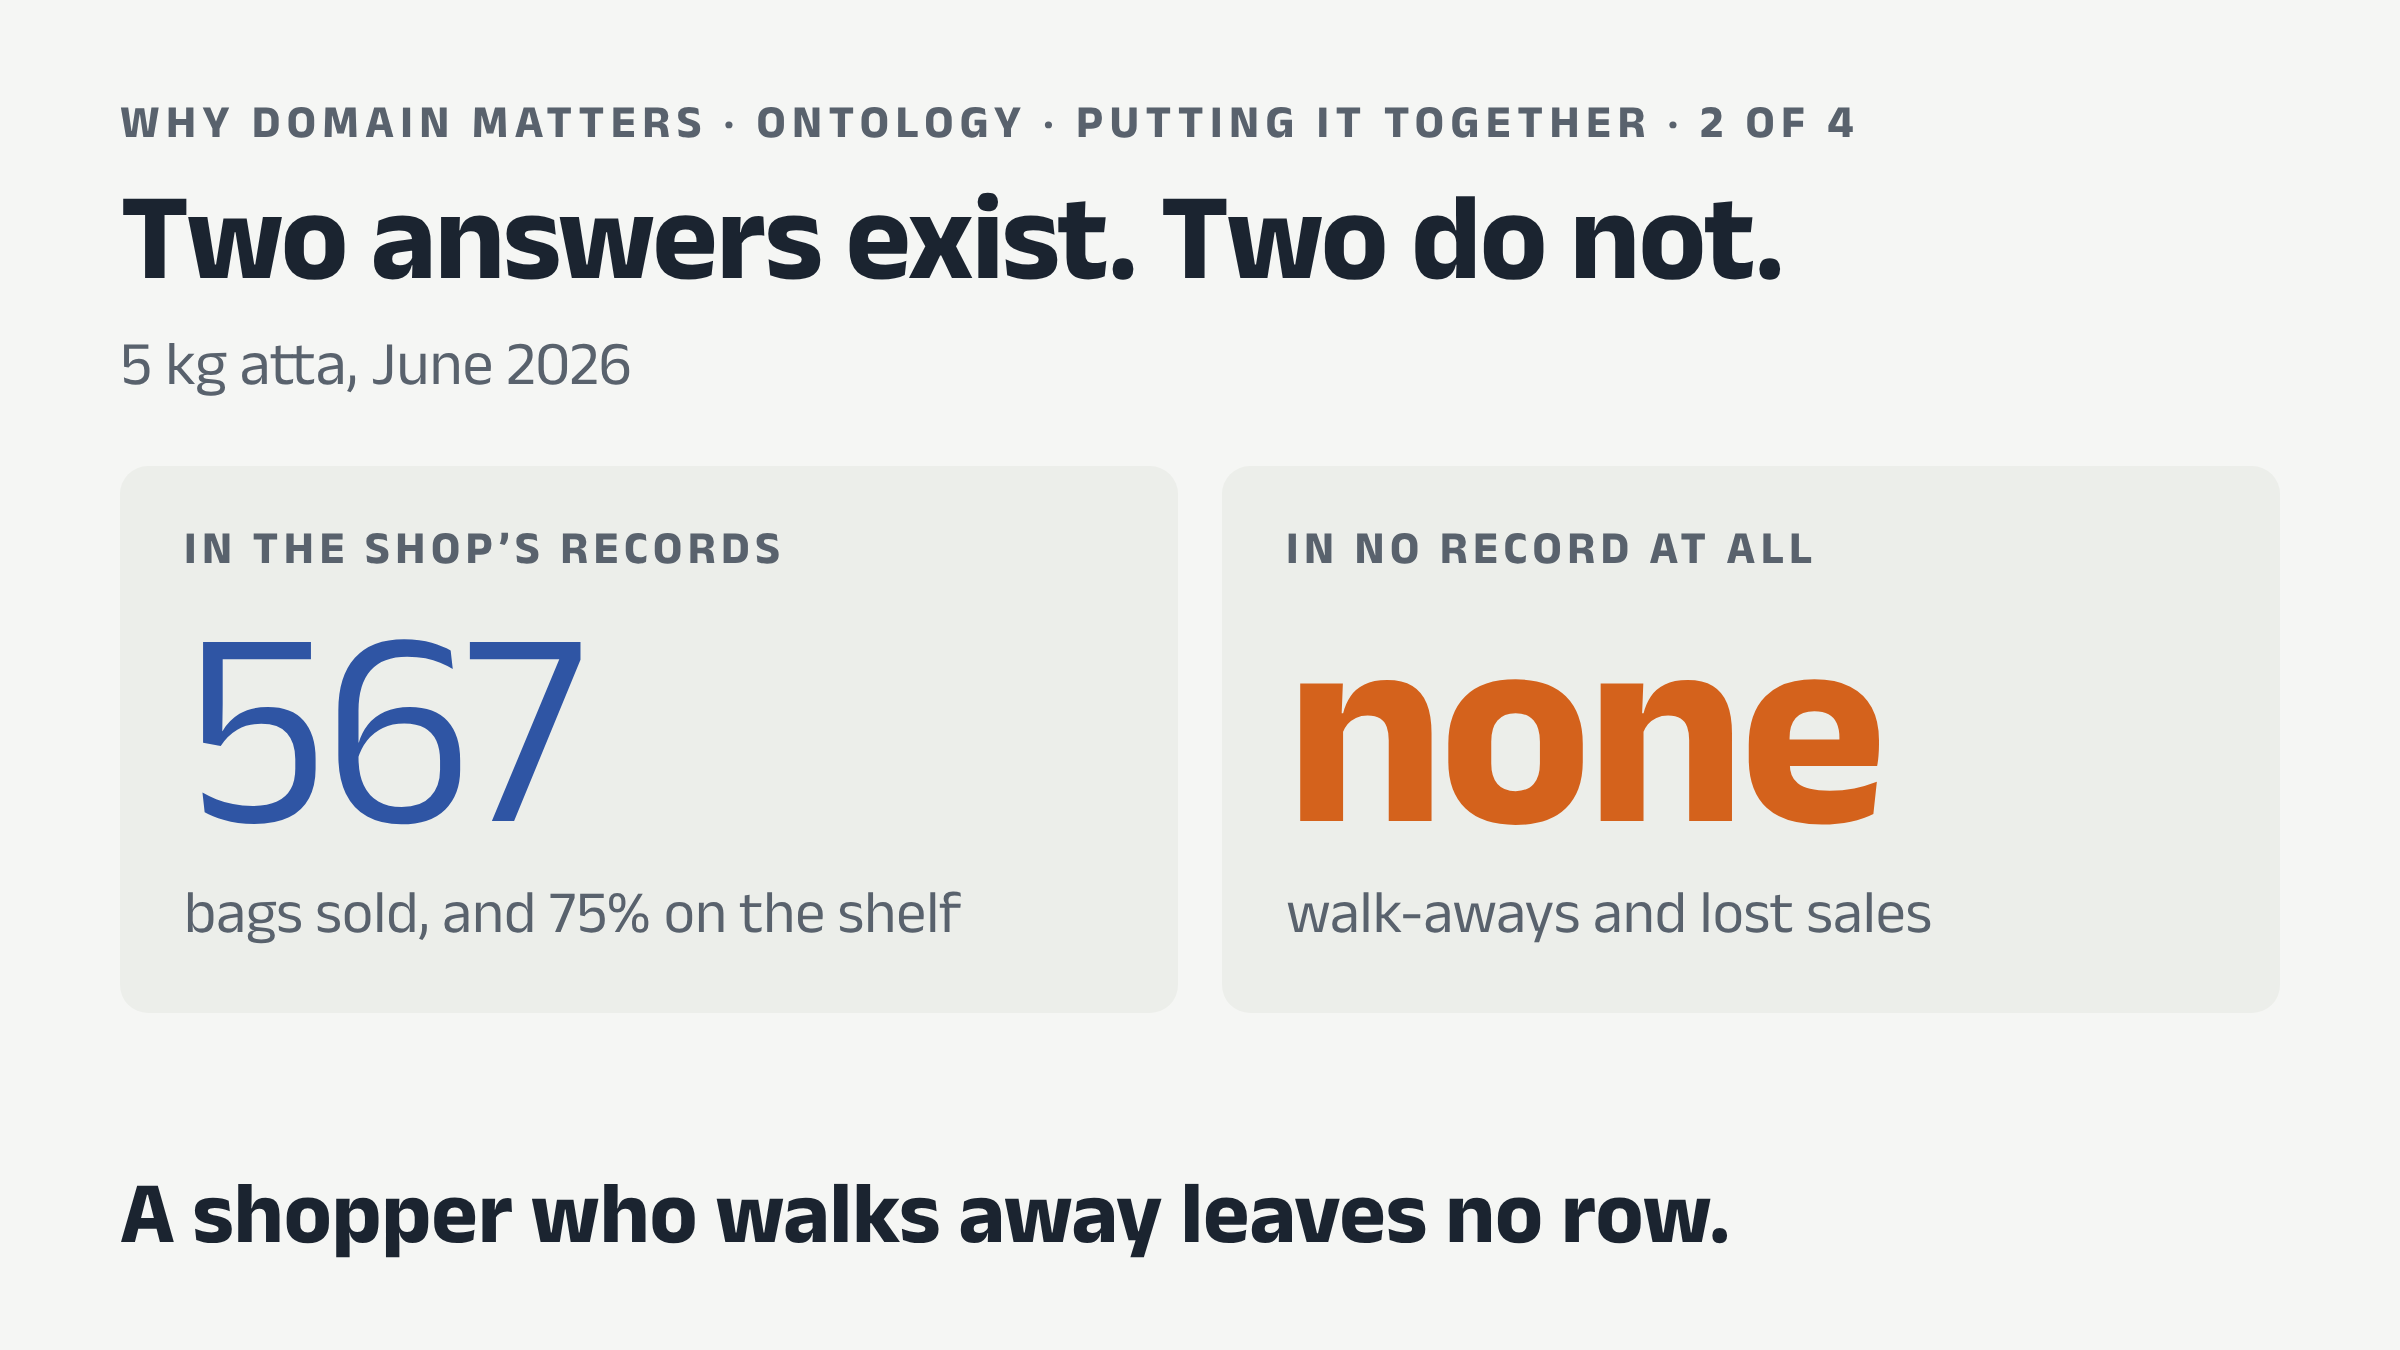 WHY DOMAIN MATTERS · ONTOLOGY · PUTTING IT TOGETHER · 2 OF 4
Two answers exist. Two do not.
5 kg atta, June 2026
IN THE SHOP’S RECORDS
567
bags sold, and 75% on the shelf
IN NO RECORD AT ALL
none
walk-aways and lost sales
A shopper who walks away leaves no row.